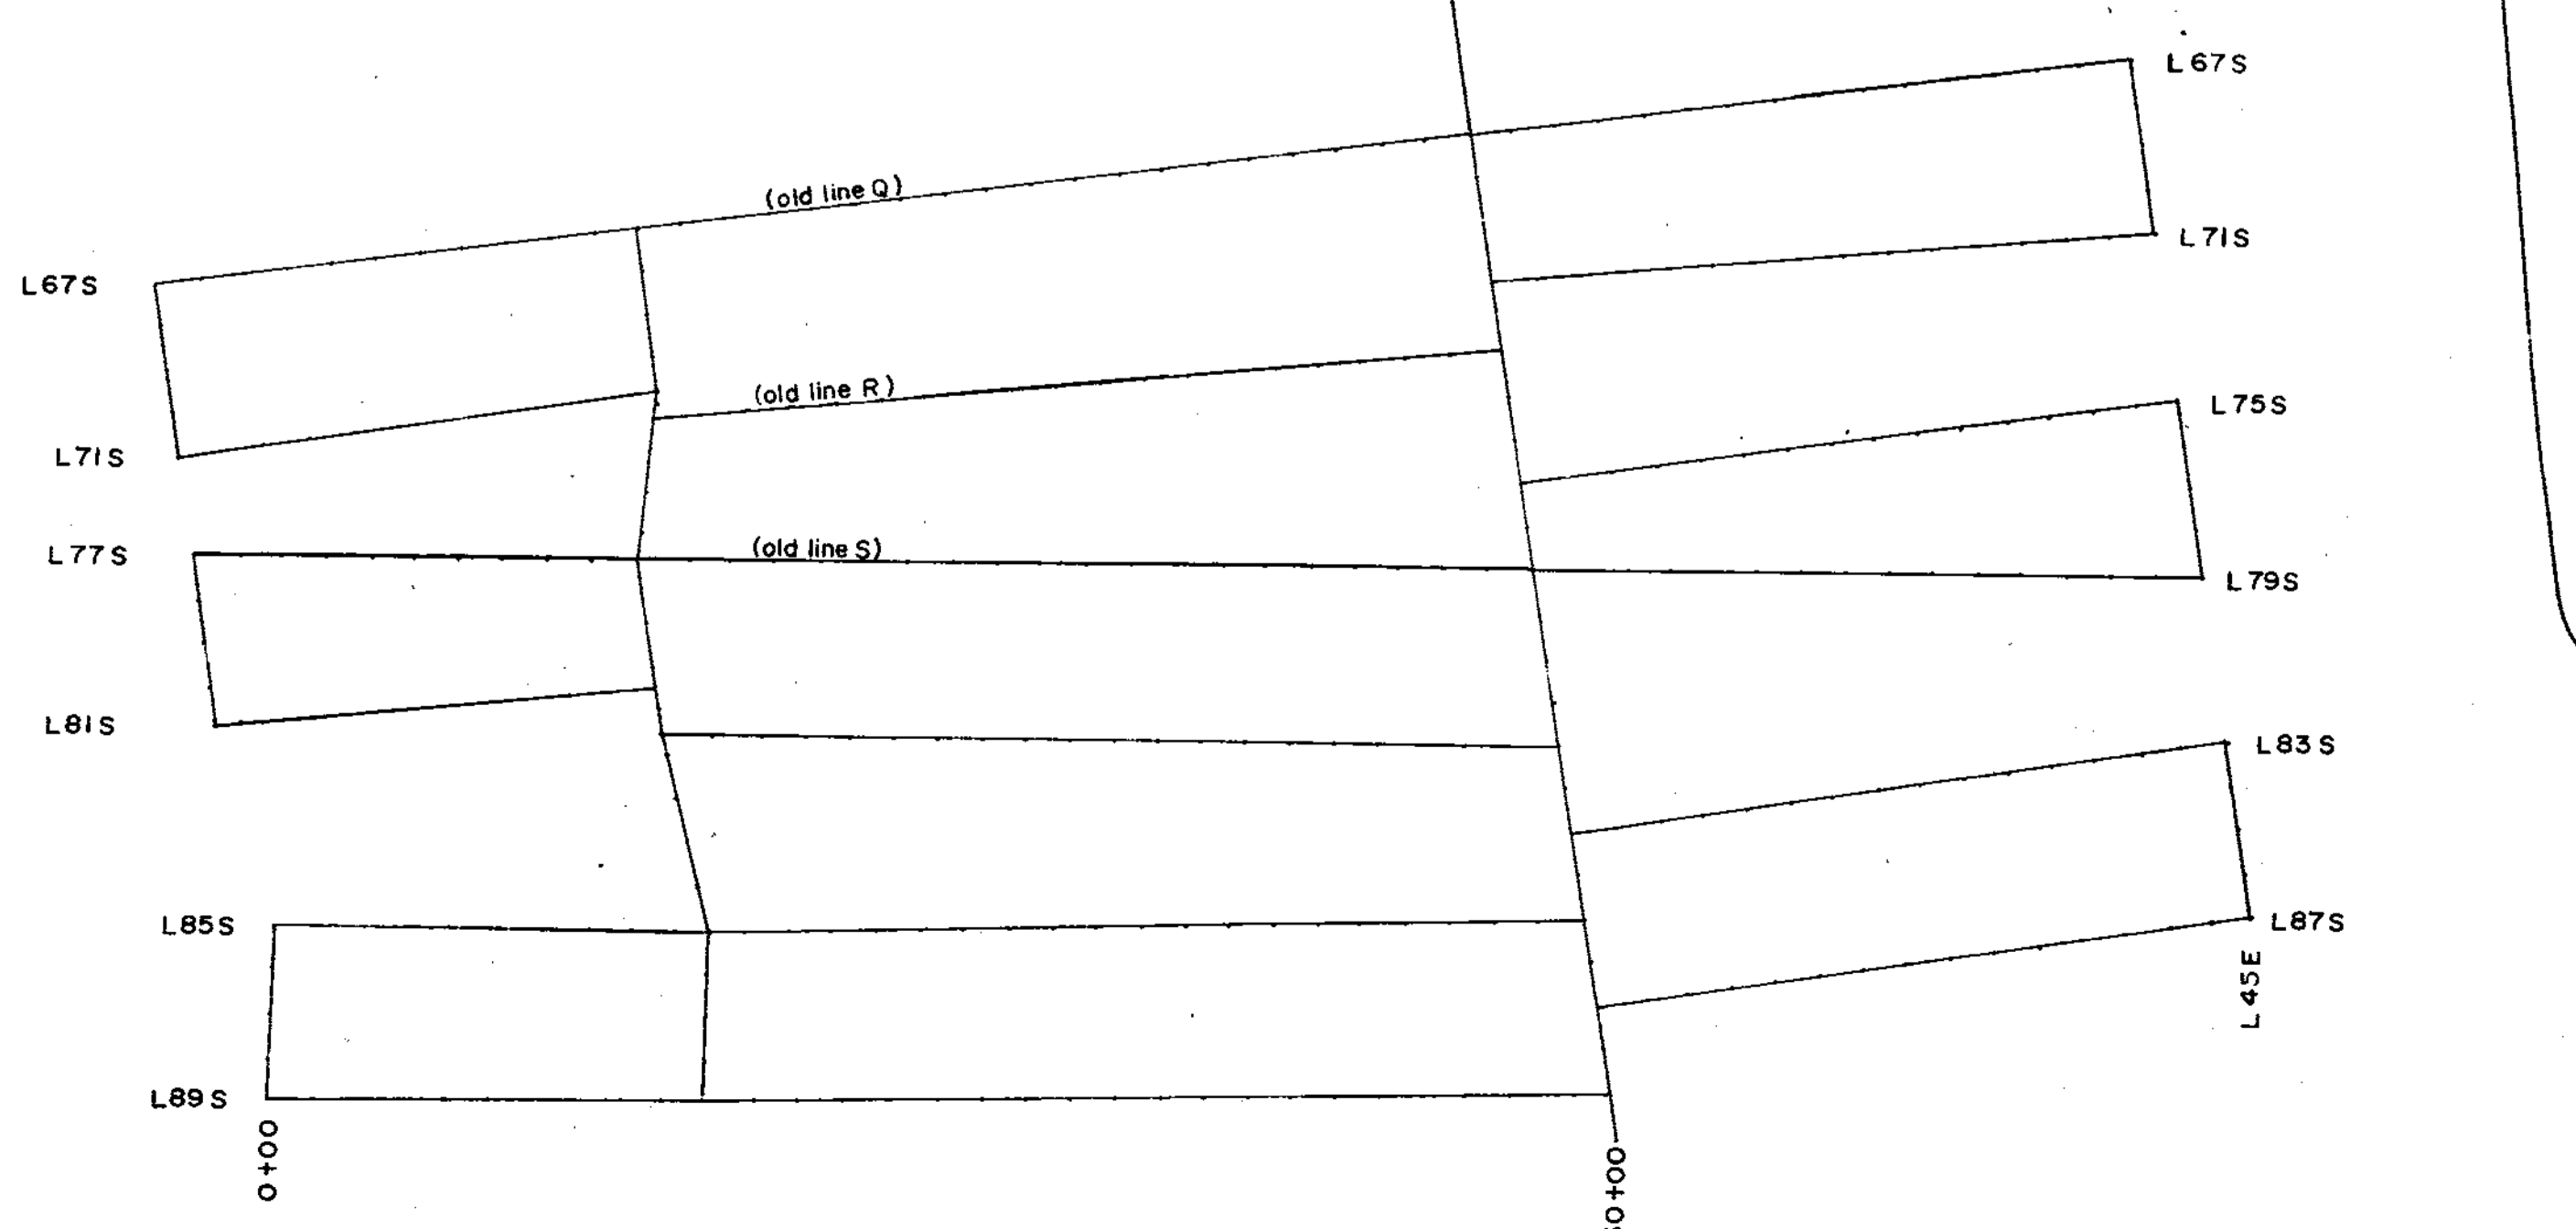 L67S
(old line Q)
L67S
L71S
(old line R)
L75S
L71S
L77S
(old line S)
L79S
L81S
L83S
L85S
L87S
L45E
L89S
0+00